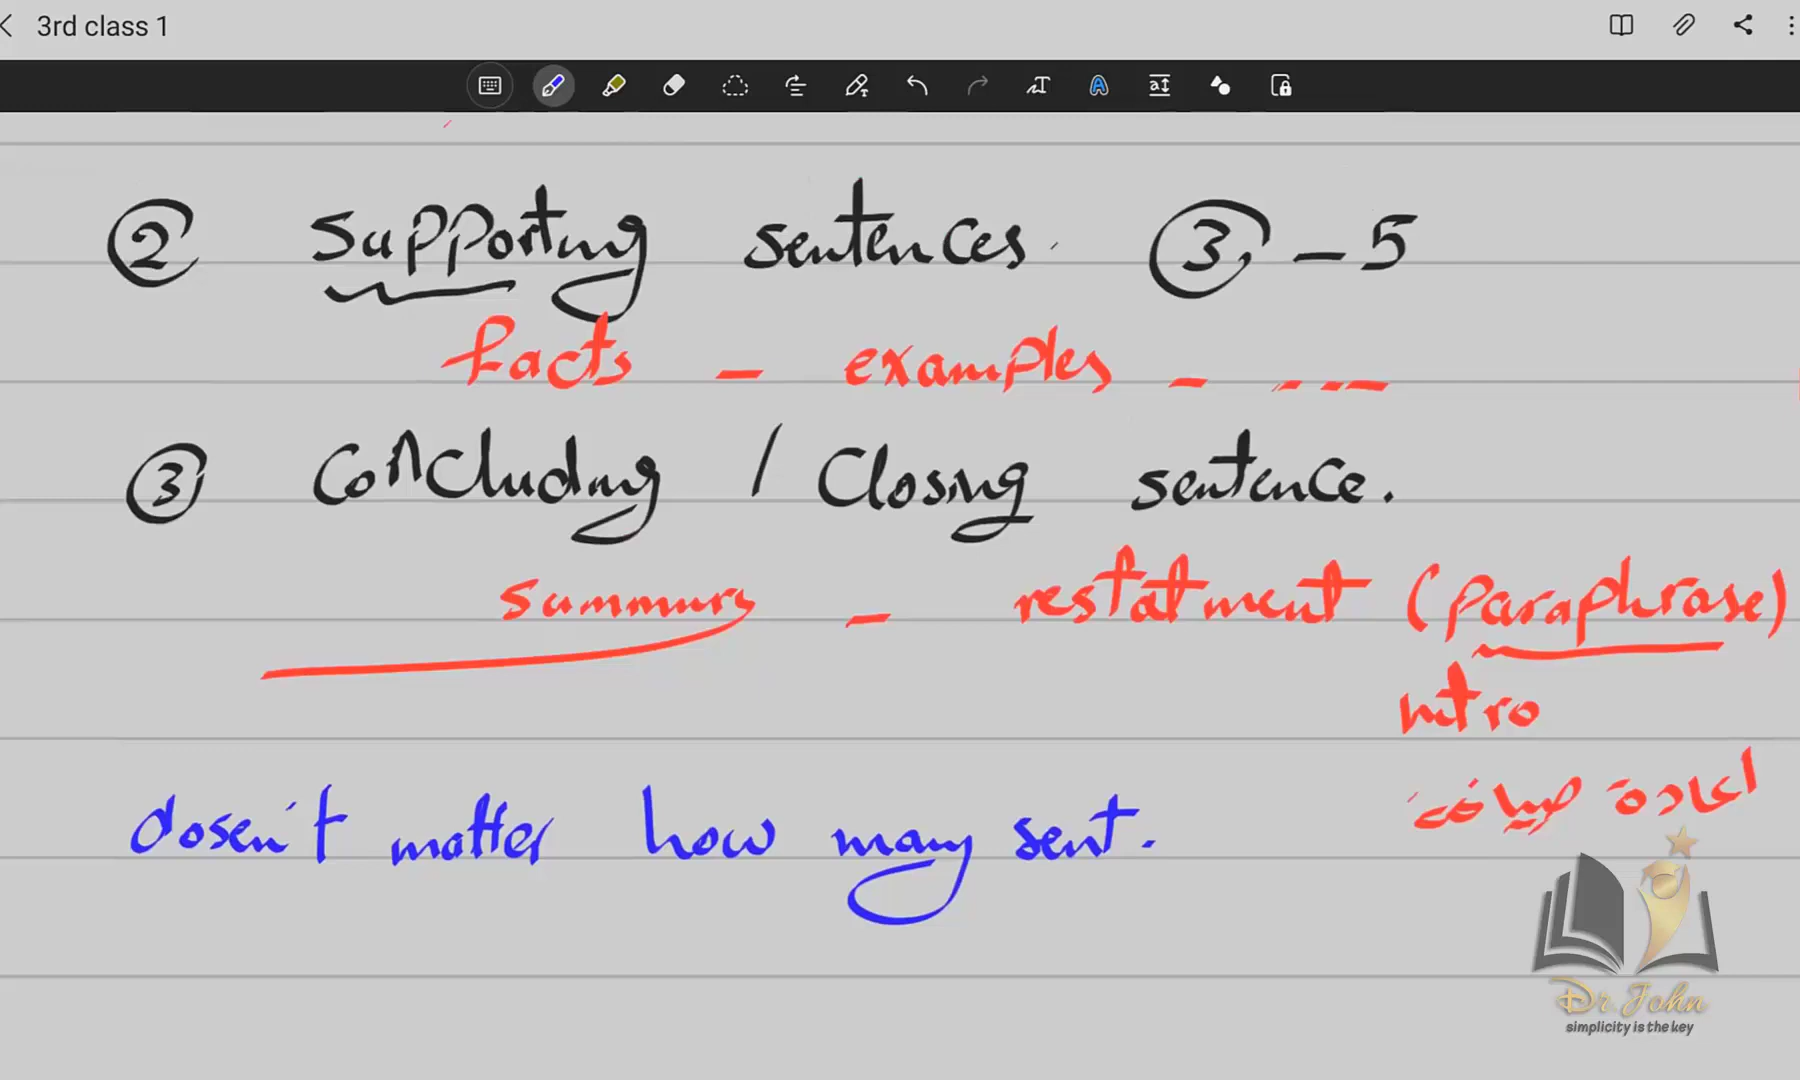 3rd class 1
② supporting sentences. ③ - 5
facts - examples - ---
③ Concluding / Closing sentence.
summury - restatment (paraphrase)
intro
اعادة صياغة
dosen't matter how many sent.
Dr. John
simplicity is the key